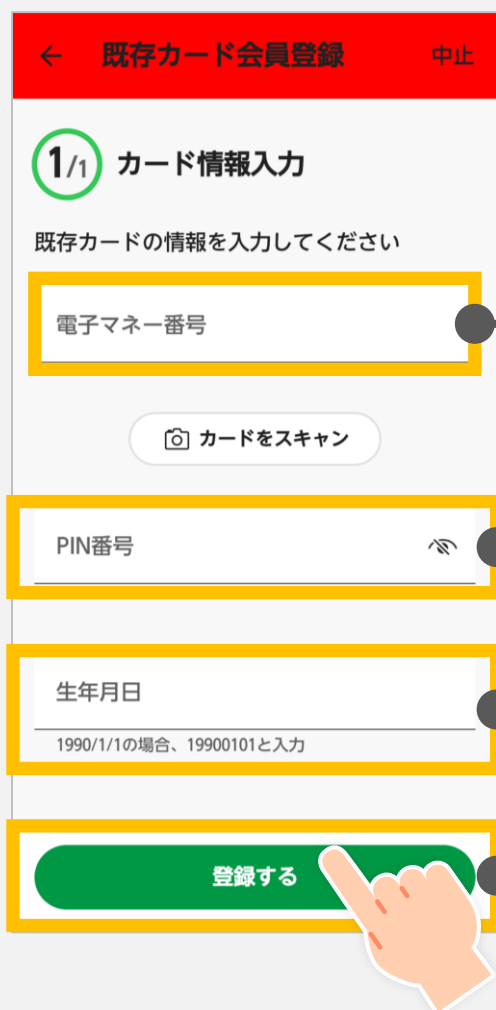 ← 既存カード会員登録 中止
1/1 カード情報入力
既存カードの情報を入力してください
電子マネー番号
カードをスキャン
PIN番号
生年月日
1990/1/1の場合、19900101と入力
登録する